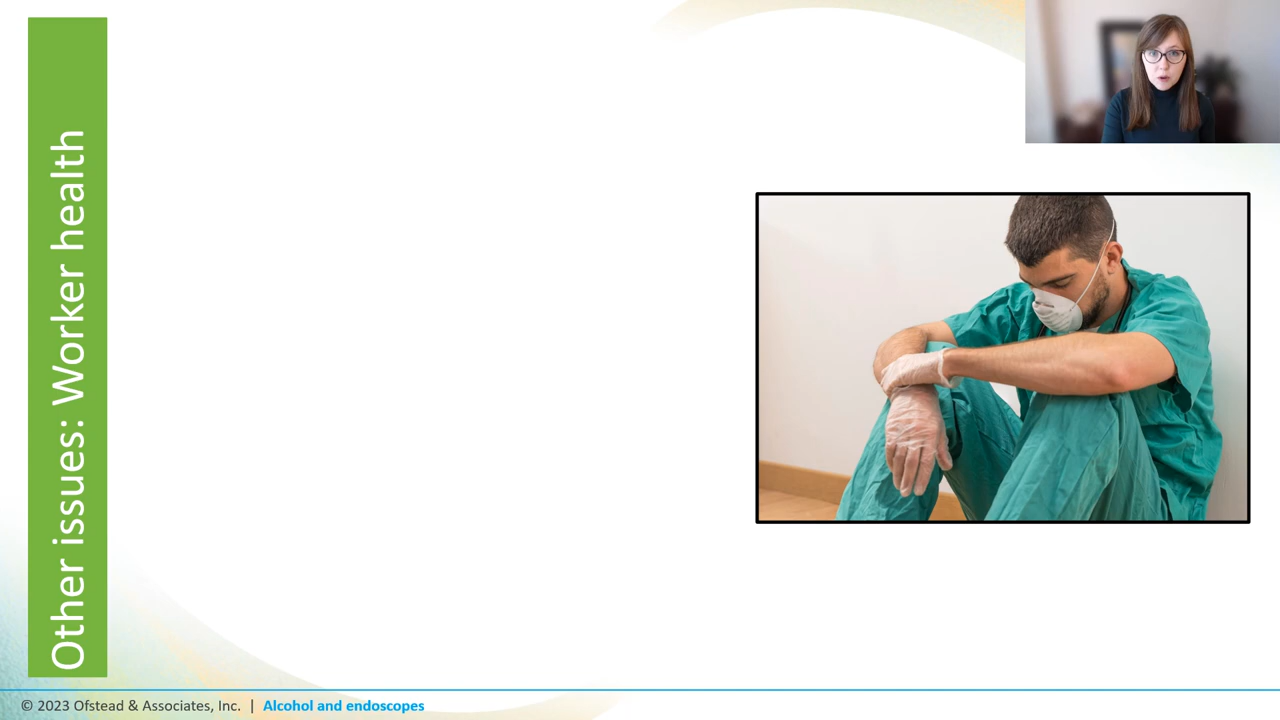 Other issues: Worker health
© 2023 Ofstead & Associates, Inc. | Alcohol and endoscopes